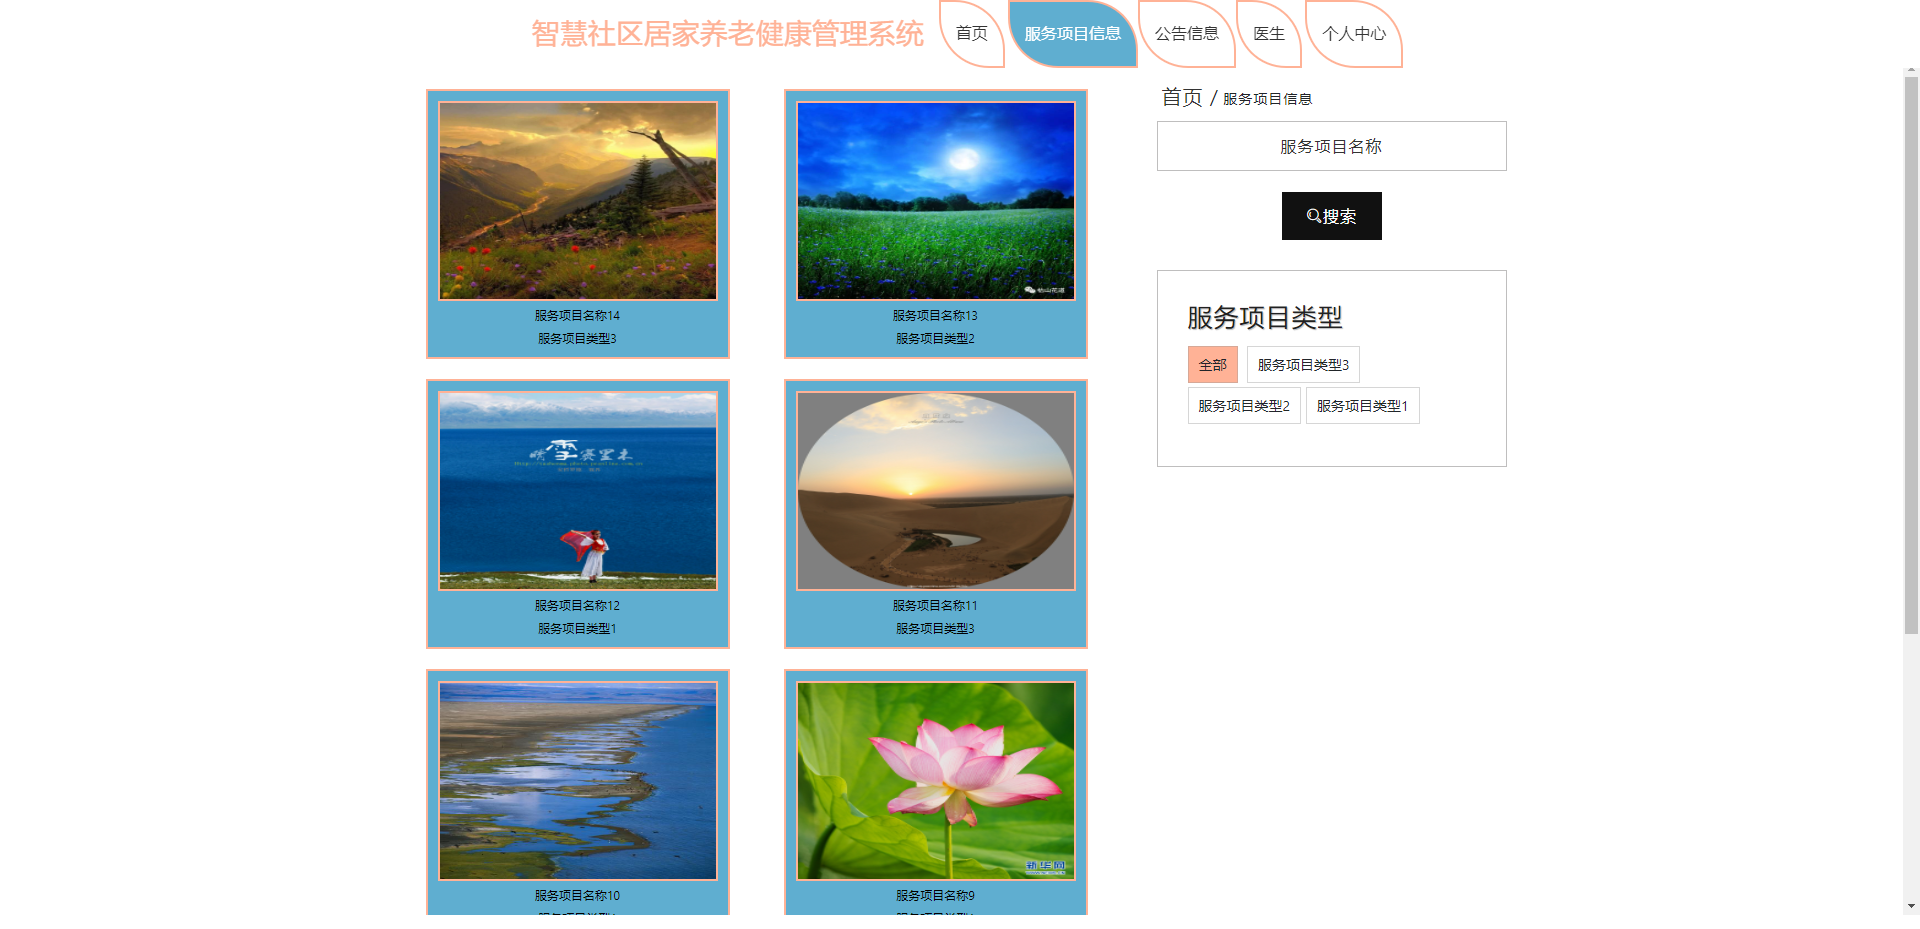 智慧社区居家养老健康管理系统
首页
服务项目信息
公告信息
医生
个人中心
首页 / 服务项目信息
服务项目名称
搜索
服务项目类型
全部
服务项目类型3
服务项目类型2
服务项目类型1
服务项目名称14
服务项目类型3
服务项目名称13
服务项目类型2
服务项目名称12
服务项目类型1
服务项目名称11
服务项目类型3
服务项目名称10
服务项目名称9
新华网